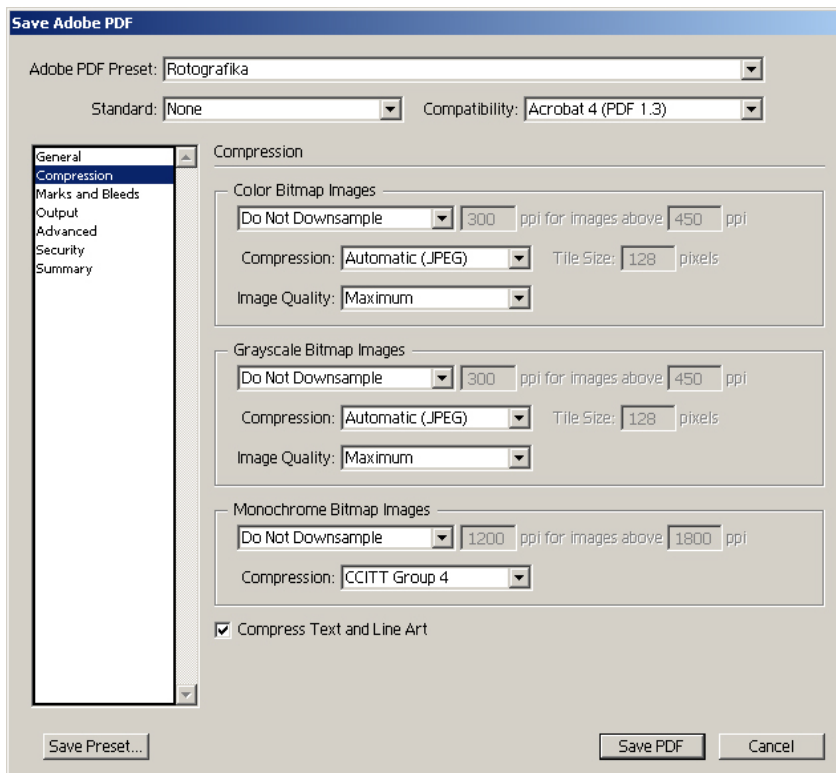 Save Adobe PDF
Adobe PDF Preset: Rotografika
Standard: None Compatibility: Acrobat 4 (PDF 1.3)
General
Compression
Marks and Bleeds
Output
Advanced
Security
Summary
Compression
Color Bitmap Images
Do Not Downsample 300 ppi for images above 450 ppi
Compression: Automatic (JPEG) Tile Size: 128 pixels
Image Quality: Maximum
Grayscale Bitmap Images
Do Not Downsample 300 ppi for images above 450 ppi
Compression: Automatic (JPEG) Tile Size: 128 pixels
Image Quality: Maximum
Monochrome Bitmap Images
Do Not Downsample 1200 ppi for images above 1800 ppi
Compression: CCITT Group 4
Compress Text and Line Art
Save Preset... Save PDF Cancel